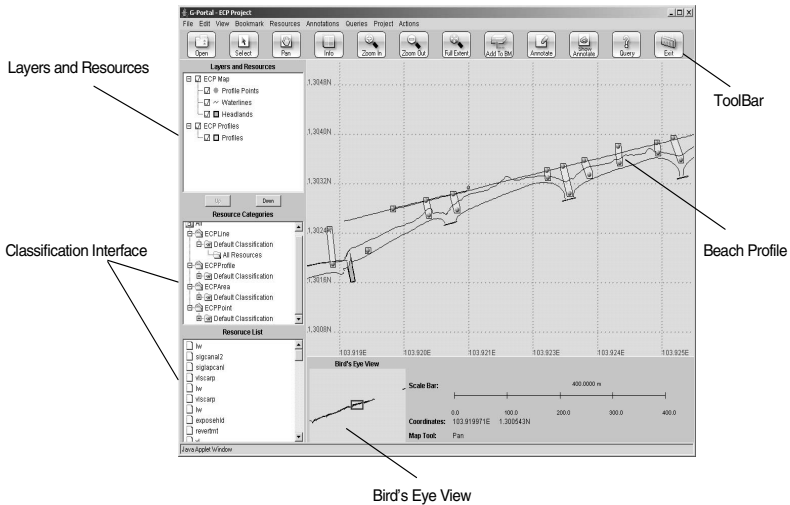 G-Portal - ECP Project
File Edit View Bookmark Resources Annotations Queries Project Actions
Open Select Pan Info Zoom In Zoom Out Full Extent Add To BM Annotate Show Annotate Query Exit
Layers and Resources
ToolBar
Layers and Resources
ECP Map
Profile Points
Waterlines
Headlands
ECP Profiles
Profiles
Up Down
Resource Categories
All
ECPLine
Default Classification
All Resources
ECPProfile
Default Classification
ECPArea
Default Classification
ECPPoint
Default Classification
Classification Interface
Beach Profile
Resoruce List
lw
sigcanal2
siglapcanl
vlscarp
lw
vlscarp
lw
exposehld
revertmt
1.3048N
1.3040N
1.3032N
1.3024N
1.3016N
1.3008N
103.919E 103.920E 103.921E 103.923E 103.924E 103.925E
Bird's Eye View
Scale Bar:
400.0000 m
0.0 100.0 200.0 300.0 400.0
Coordinates: 103.919971E 1.300543N
Map Tool: Pan
Java Applet Window
Bird's Eye View